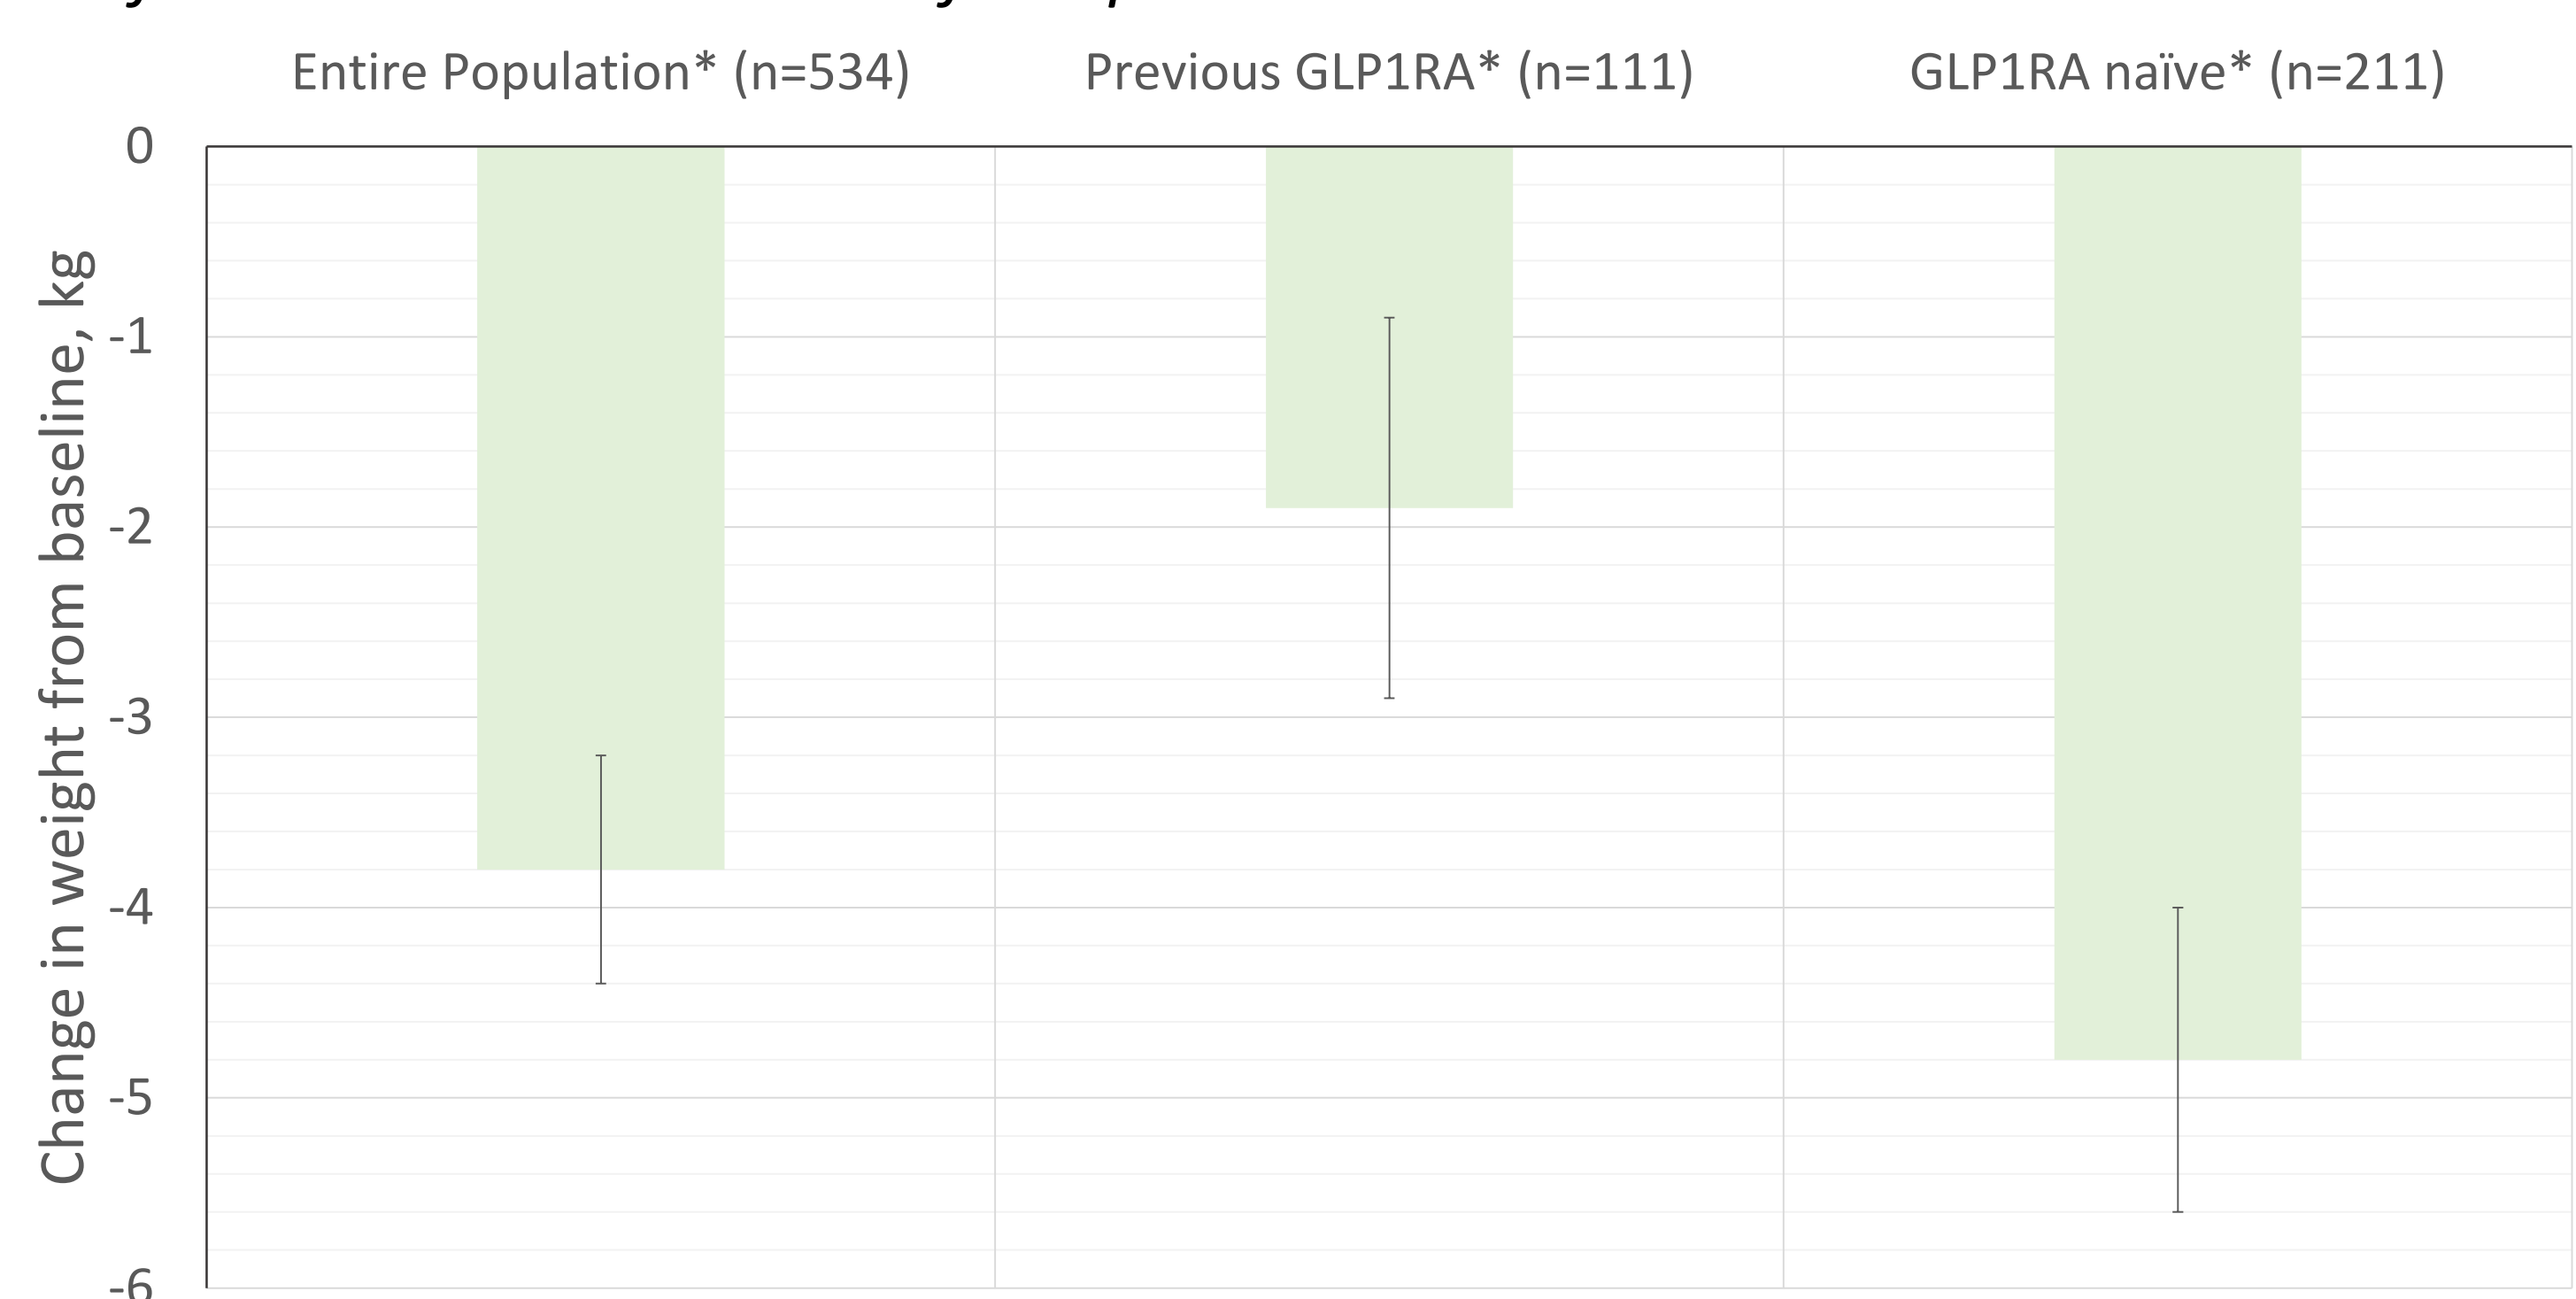 Entire Population* (n=534)
Previous GLP1RA* (n=111)
GLP1RA naïve* (n=211)
Change in weight from baseline, kg
0
-1
-2
-3
-4
-5
-6